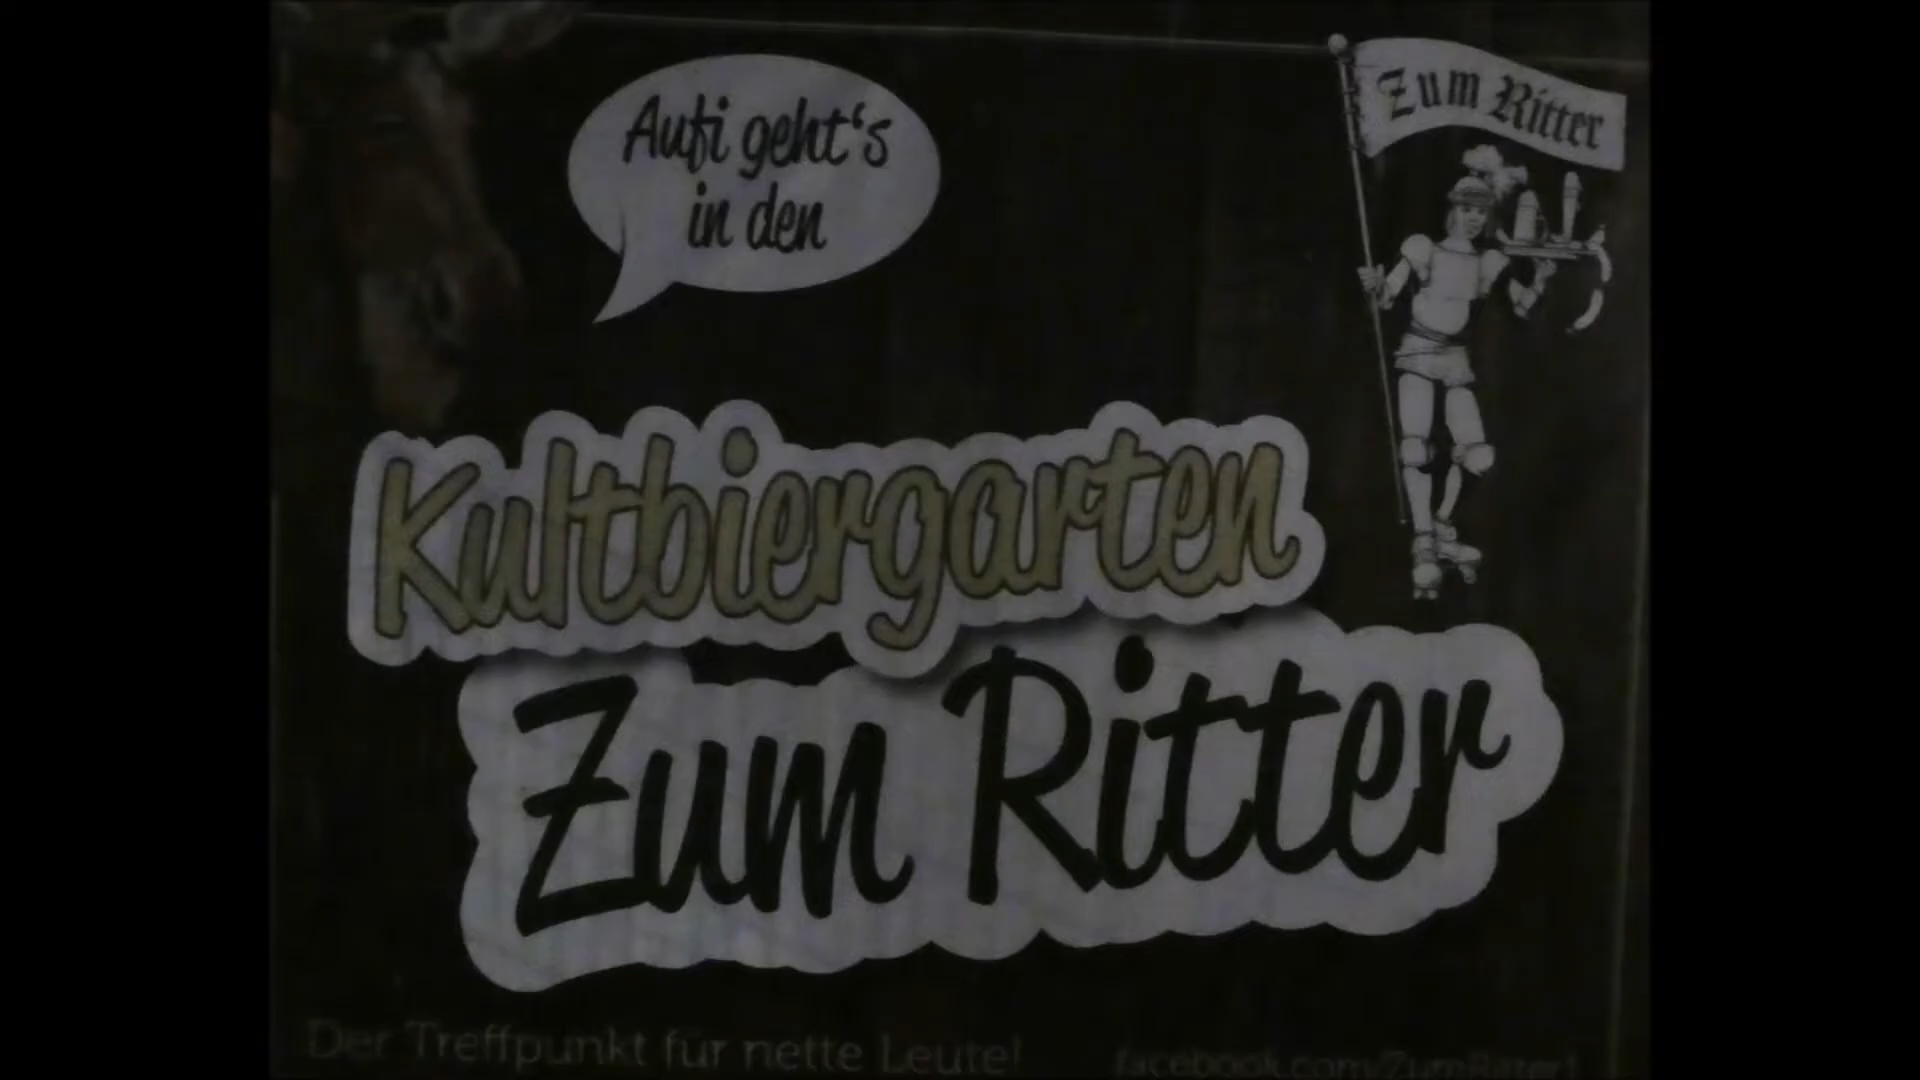 Aufi geht's
in den
Zum Ritter
Kultbiergarten
Zum Ritter
Der Treffpunkt für nette Leute!
facebook.com/ZumRitter1